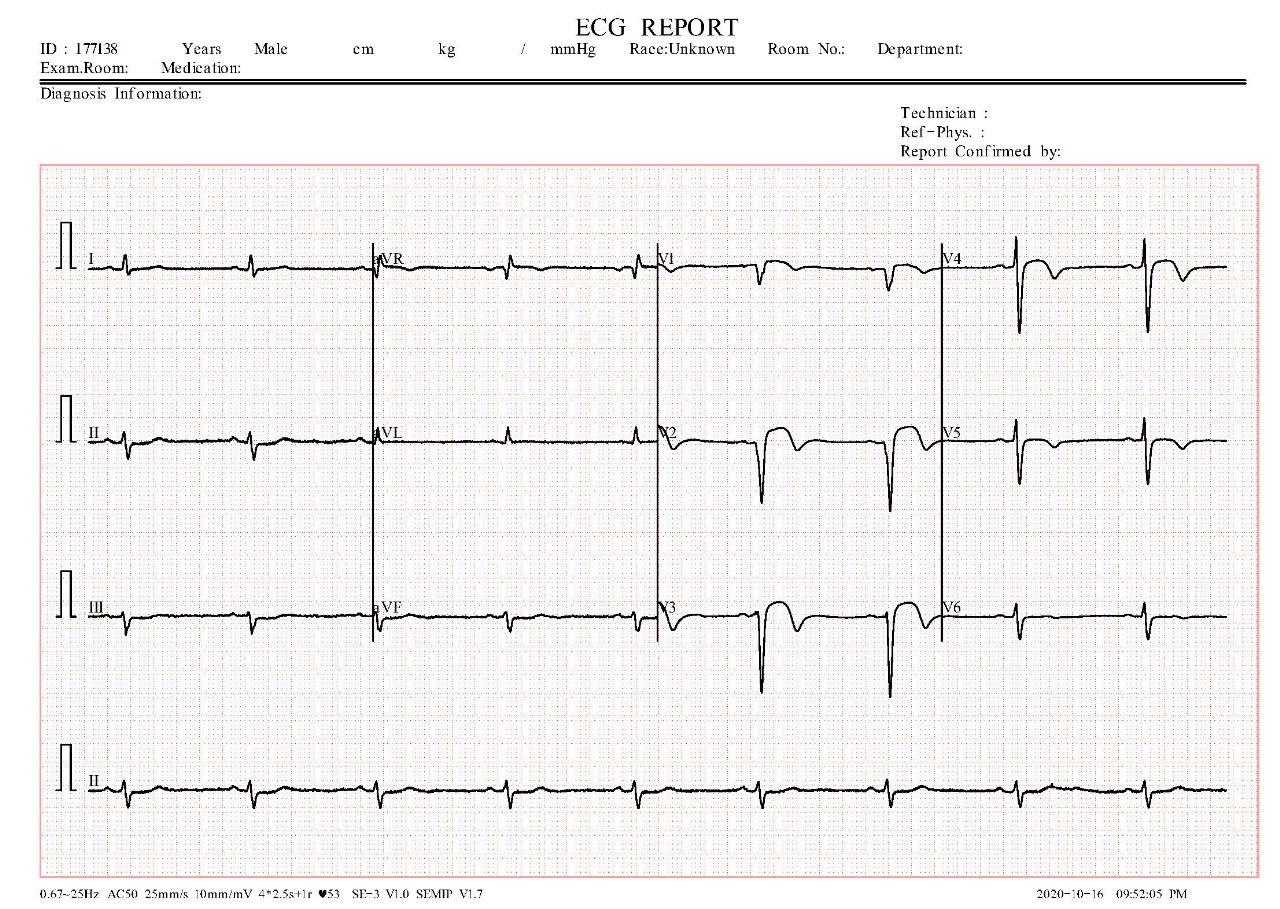 ECG REPORT
ID : 177138 Years Male cm kg / mmHg Race:Unknown Room No.: Department:
Exam.Room: Medication:
Diagnosis Information:
Technician :
Ref-Phys. :
Report Confirmed by:
I aVR V1 V4
II aVL V2 V5
III aVF V3 V6
II
0.67~25Hz AC50 25mm/s 10mm/mV 4*2.5s+1r ♥53 SE-3 V1.0 SEMIP V1.7 2020-10-16 09:52:05 PM